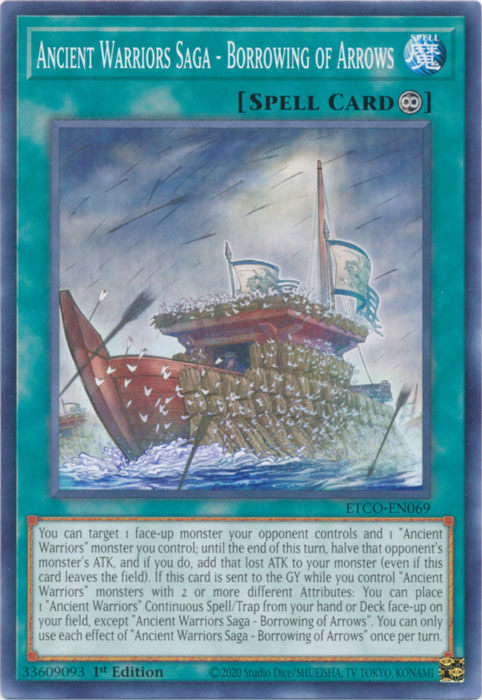 ANCIENT WARRIORS SAGA - BORROWING OF ARROWS
SPELL
魔
[SPELL CARD]
ETCO-EN069
You can target 1 face-up monster your opponent controls and 1 "Ancient
Warriors" monster you control; until the end of this turn, halve that opponent's
monster's ATK, and if you do, add that lost ATK to your monster (even if this
card leaves the field). If this card is sent to the GY while you control "Ancient
Warriors" monsters with 2 or more different Attributes: You can place
1 "Ancient Warriors" Continuous Spell/Trap from your hand or Deck face-up on
your field, except "Ancient Warriors Saga - Borrowing of Arrows". You can only
use each effect of "Ancient Warriors Saga - Borrowing of Arrows" once per turn.
33609093 1st Edition ©2020 Studio Dice/SHUEISHA, TV TOKYO, KONAMI